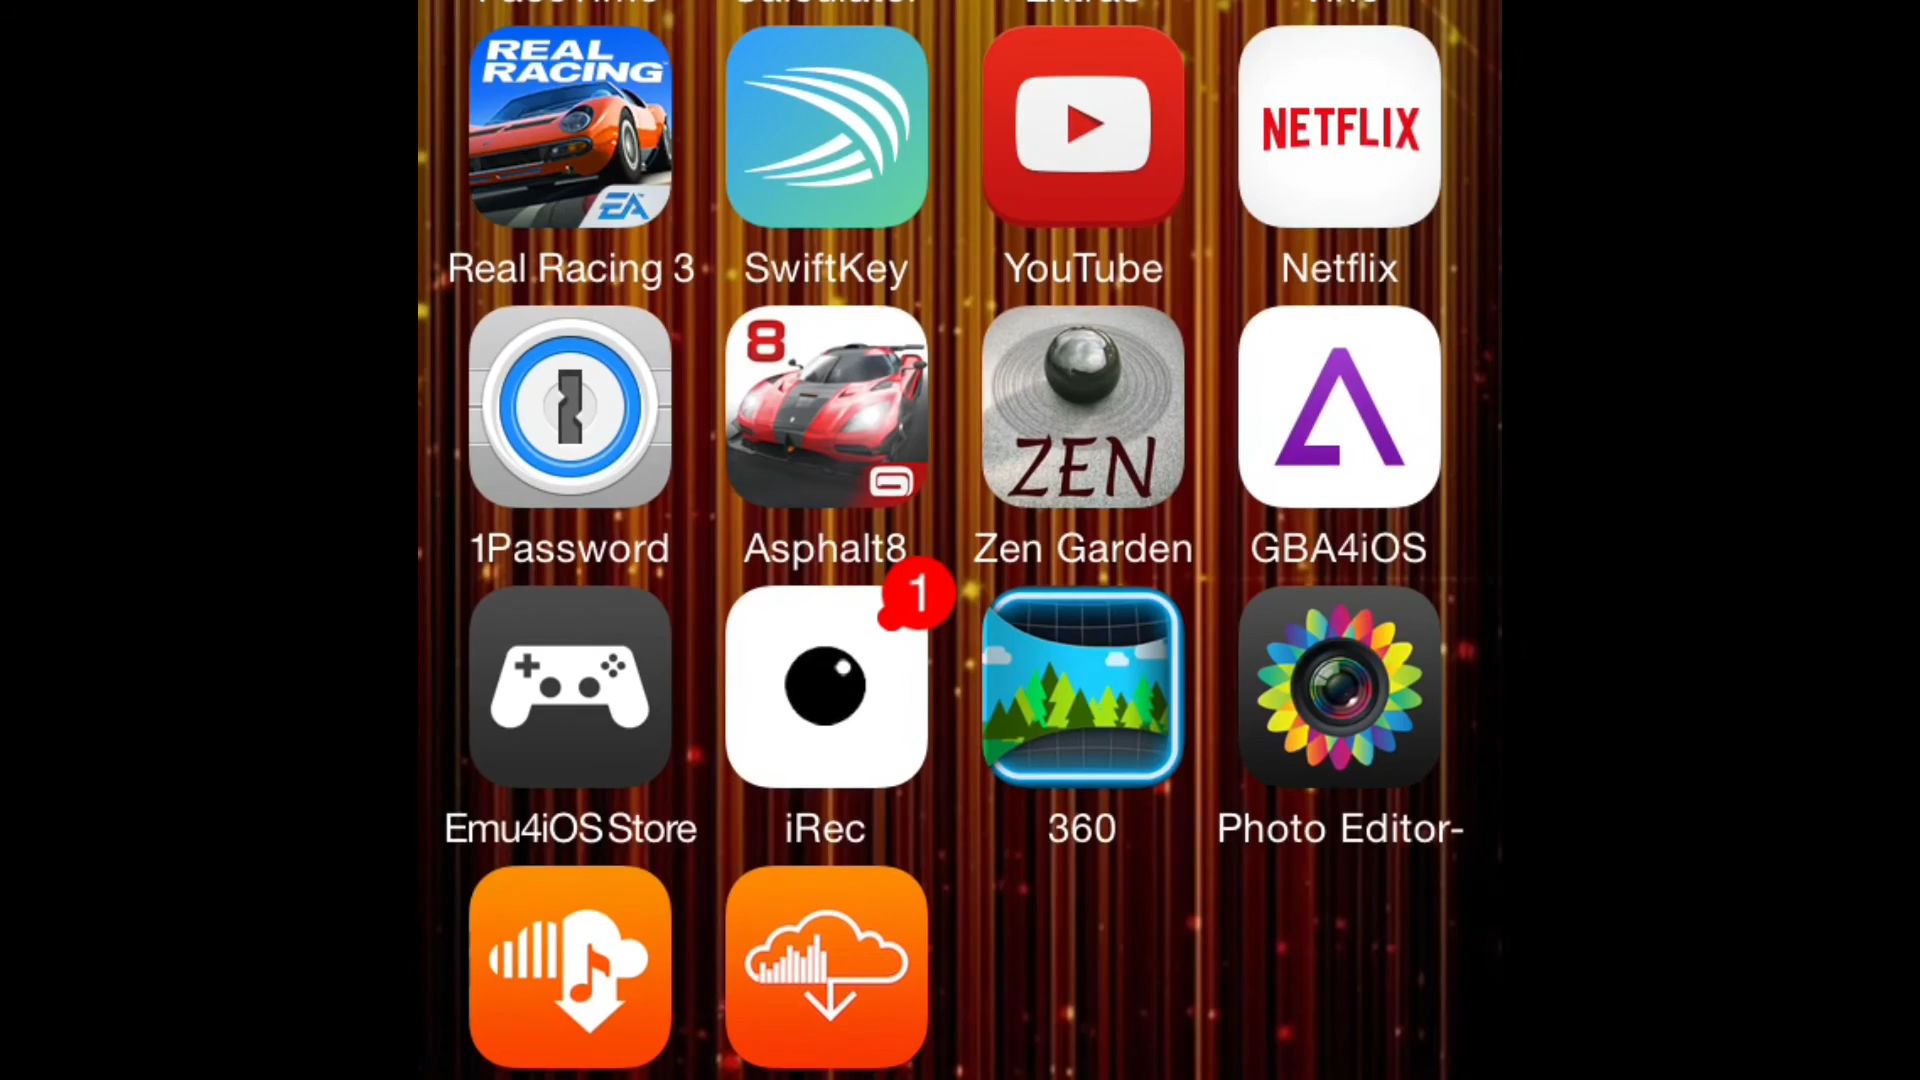 REAL
RACING
EA
NETFLIX
Real Racing 3
SwiftKey
YouTube
Netflix
8
ZEN
1Password
Asphalt8
Zen Garden
GBA4iOS
1
Emu4iOS Store
iRec
360
Photo Editor-